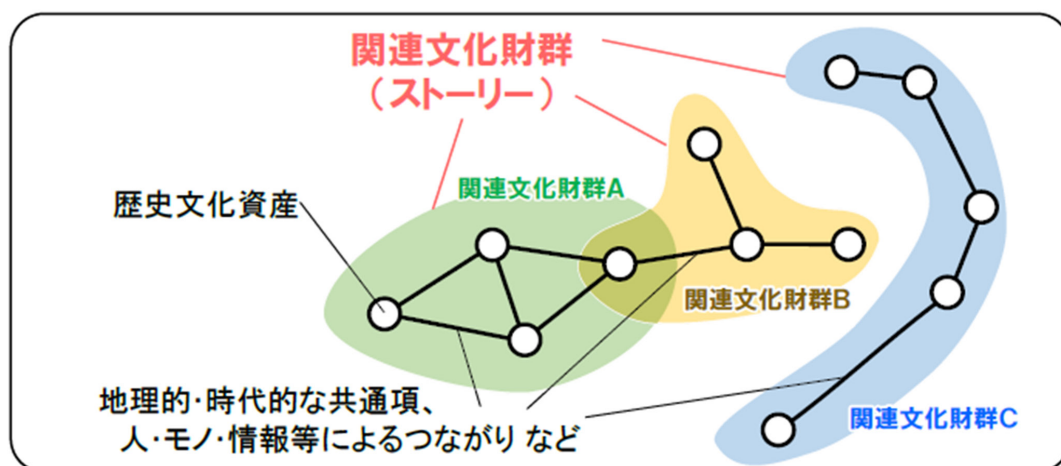 関連文化財群
(ストーリー)
関連文化財群A
歴史文化資産
関連文化財群B
地理的・時代的な共通項、
人・モノ・情報等によるつながり など
関連文化財群C